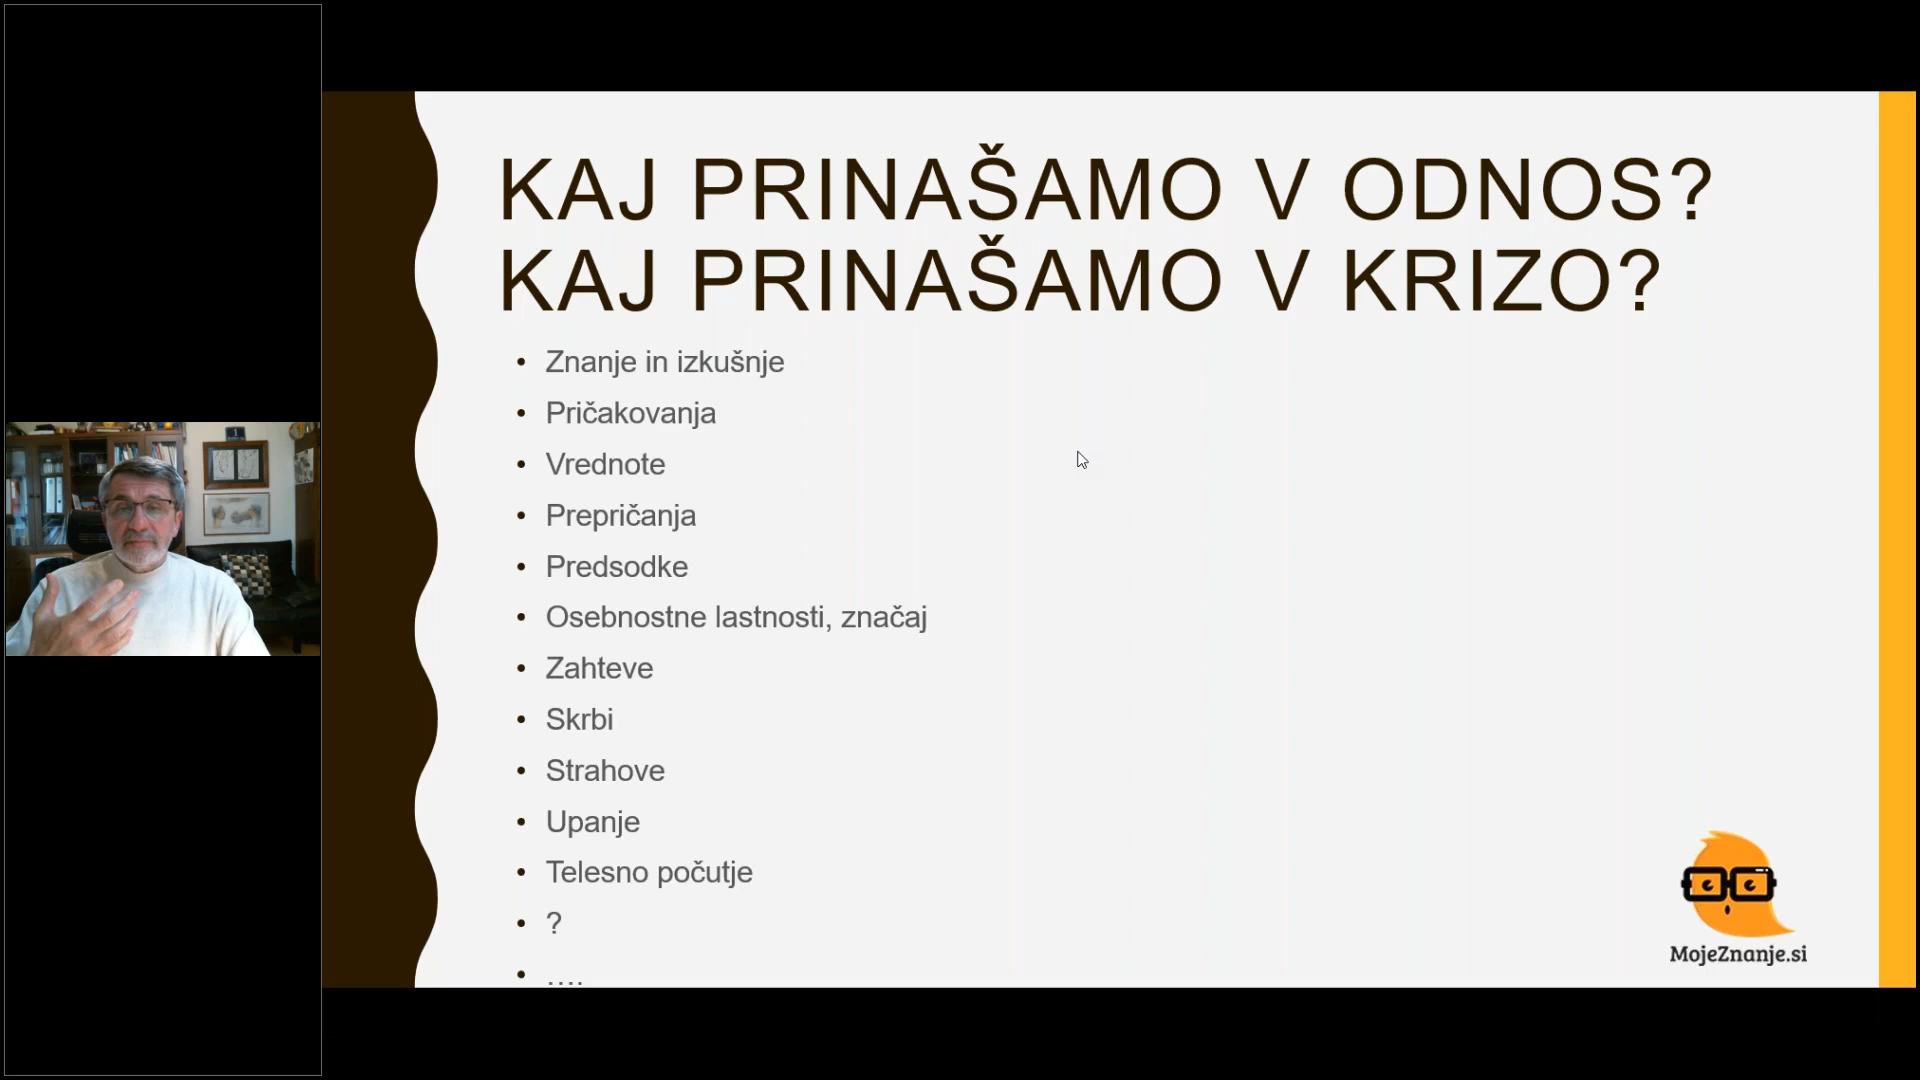 KAJ PRINAŠAMO V ODNOS?
KAJ PRINAŠAMO V KRIZO?
• Znanje in izkušnje
• Pričakovanja
• Vrednote
• Prepričanja
• Predsodke
• Osebnostne lastnosti, značaj
• Zahteve
• Skrbi
• Strahove
• Upanje
• Telesno počutje
• ?
• ....
MojeZnanje.si